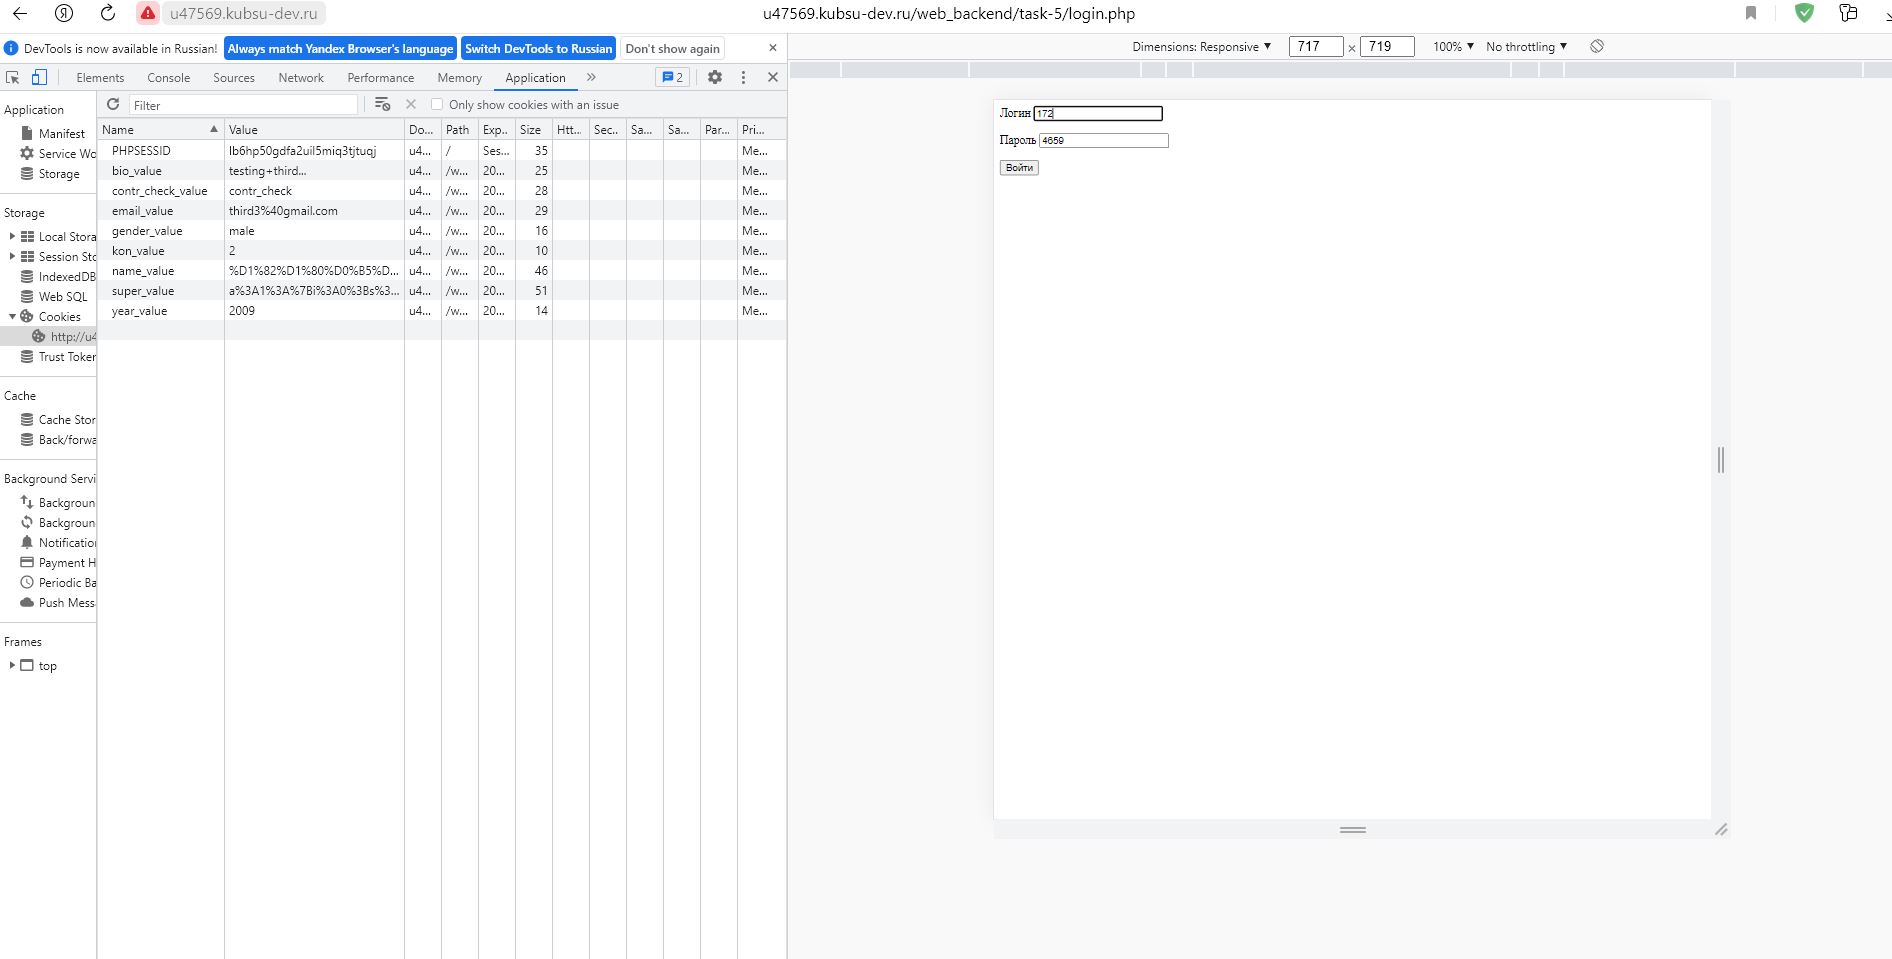 Я u47569.kubsu-dev.ru u47569.kubsu-dev.ru/web_backend/task-5/login.php
DevTools is now available in Russian! Always match Yandex Browser's language Switch DevTools to Russian Don't show again
Dimensions: Responsive 717 × 719 100% No throttling
Elements Console Sources Network Performance Memory Application » 2
Application
Manifest
Service Wo
Storage
Storage
Local Stora
Session Sto
IndexedDB
Web SQL
Cookies
http://u4
Trust Token
Cache
Cache Stor
Back/forwa
Background Servi
Backgroun
Backgroun
Notification
Payment H
Periodic Ba
Push Mess
Frames
top
Filter Only show cookies with an issue
Name Value Do... Path Exp.. Size Htt.. Sec.. Sa... Sa... Par... Pri...
PHPSESSID lb6hp50gdfa2uil5miq3tjtuqj u4... / Ses... 35 Me...
bio_value testing+third... u4... /w... 20... 25 Me...
contr_check_value contr_check u4... /w... 20... 28 Me...
email_value third3%40gmail.com u4... /w... 20... 29 Me...
gender_value male u4... /w... 20... 16 Me...
kon_value 2 u4... /w... 20... 10 Me...
name_value %D1%82%D1%80%D0%B5%D... u4... /w... 20... 46 Me...
super_value a%3A1%3A%7Bi%3A0%3Bs%3... u4... /w... 20... 51 Me...
year_value 2009 u4... /w... 20... 14 Me...
Логин 172
Пароль 4659
Войти